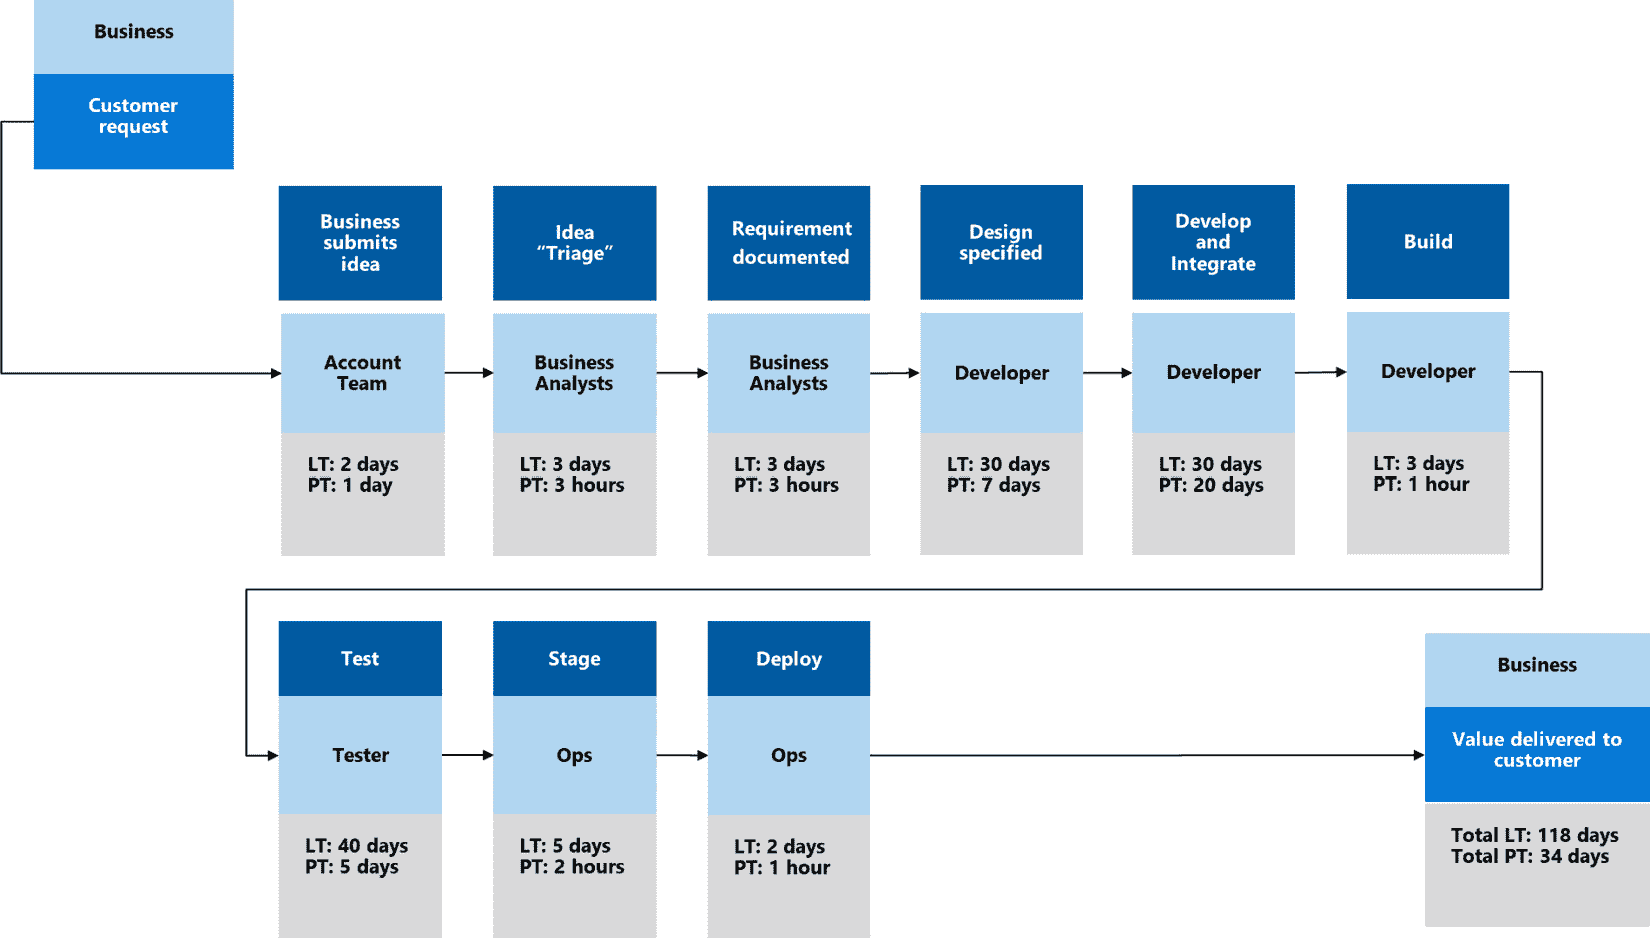 Business
Customer
request
Business
submits
idea
Idea
“Triage”
Requirement
documented
Design
specified
Develop
and
Integrate
Build
Account
Team
Business
Analysts
Business
Analysts
Developer
Developer
Developer
LT: 2 days
PT: 1 day
LT: 3 days
PT: 3 hours
LT: 3 days
PT: 3 hours
LT: 30 days
PT: 7 days
LT: 30 days
PT: 20 days
LT: 3 days
PT: 1 hour
Test
Stage
Deploy
Tester
Ops
Ops
LT: 40 days
PT: 5 days
LT: 5 days
PT: 2 hours
LT: 2 days
PT: 1 hour
Business
Value delivered to
customer
Total LT: 118 days
Total PT: 34 days